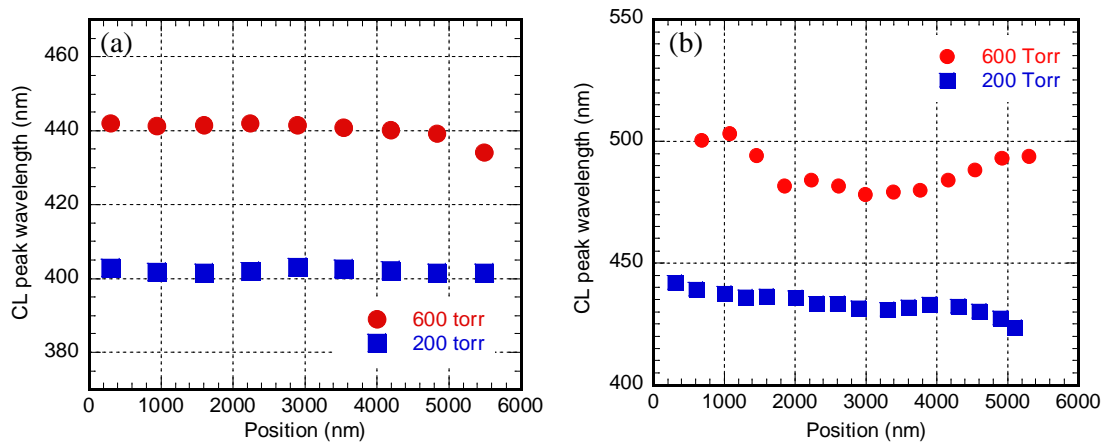 (a)
CL peak wavelength (nm)
460
440
420
400
380
600 torr
200 torr
0 1000 2000 3000 4000 5000 6000
Position (nm)
(b)
CL peak wavelength (nm)
550
500
450
400
600 Torr
200 Torr
0 1000 2000 3000 4000 5000 6000
Position (nm)